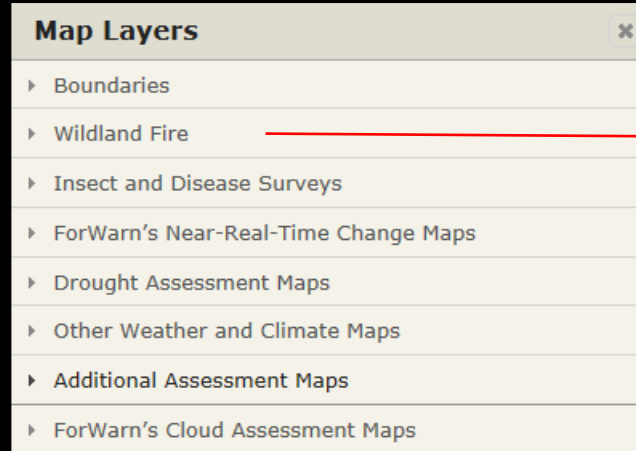 Map Layers
Boundaries
Wildland Fire
Insect and Disease Surveys
ForWarn's Near-Real-Time Change Maps
Drought Assessment Maps
Other Weather and Climate Maps
Additional Assessment Maps
ForWarn's Cloud Assessment Maps